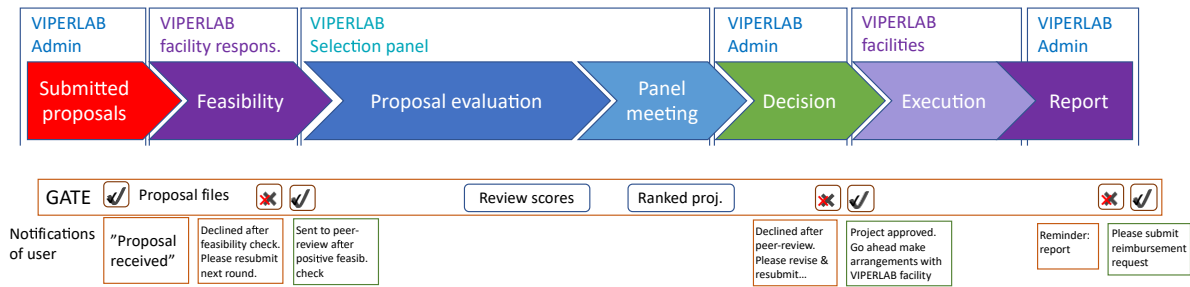 VIPERLAB
Admin
VIPERLAB
facility respons.
VIPERLAB
Selection panel
VIPERLAB
Admin
VIPERLAB
facilities
VIPERLAB
Admin
Submitted
proposals
Feasibility
Proposal evaluation
Panel
meeting
Decision
Execution
Report
GATE
Proposal files
Review scores
Ranked proj.
Notifications
of user
”Proposal
received”
Declined after
feasibility check.
Please resubmit
next round.
Sent to peer-
review after
positive feasib.
check
Declined after
peer-review.
Please revise &
resubmit…
Project approved.
Go ahead make
arrangements with
VIPERLAB facility
Reminder:
report
Please submit
reimbursement
request